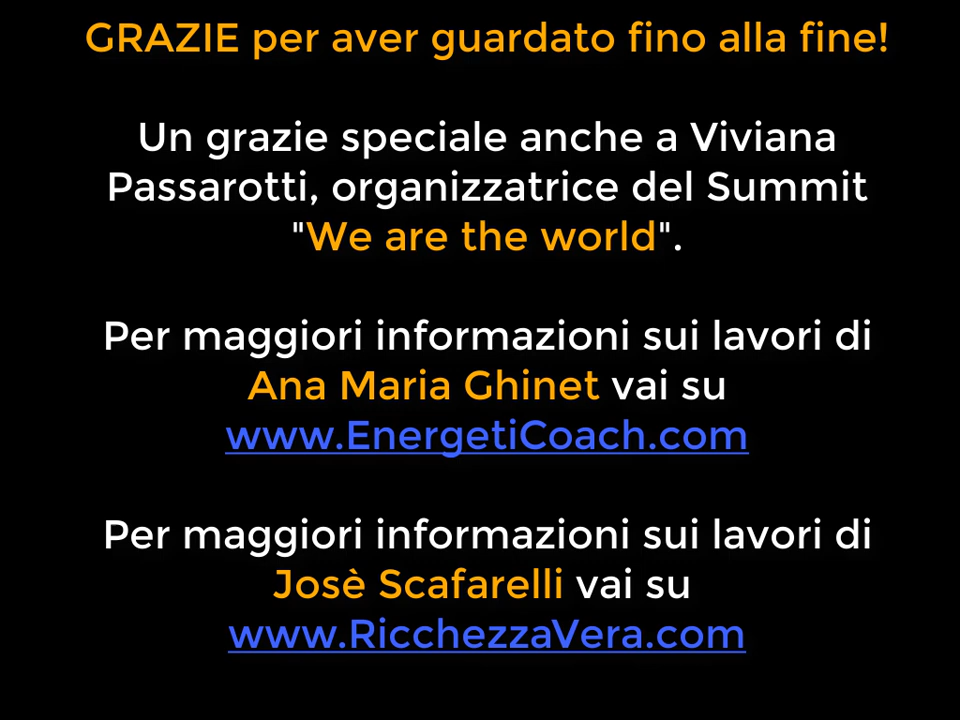 GRAZIE per aver guardato fino alla fine!
Un grazie speciale anche a Viviana
Passarotti, organizzatrice del Summit
"We are the world".
Per maggiori informazioni sui lavori di
Ana Maria Ghinet vai su
www.EnergetiCoach.com
Per maggiori informazioni sui lavori di
Josè Scafarelli vai su
www.RicchezzaVera.com